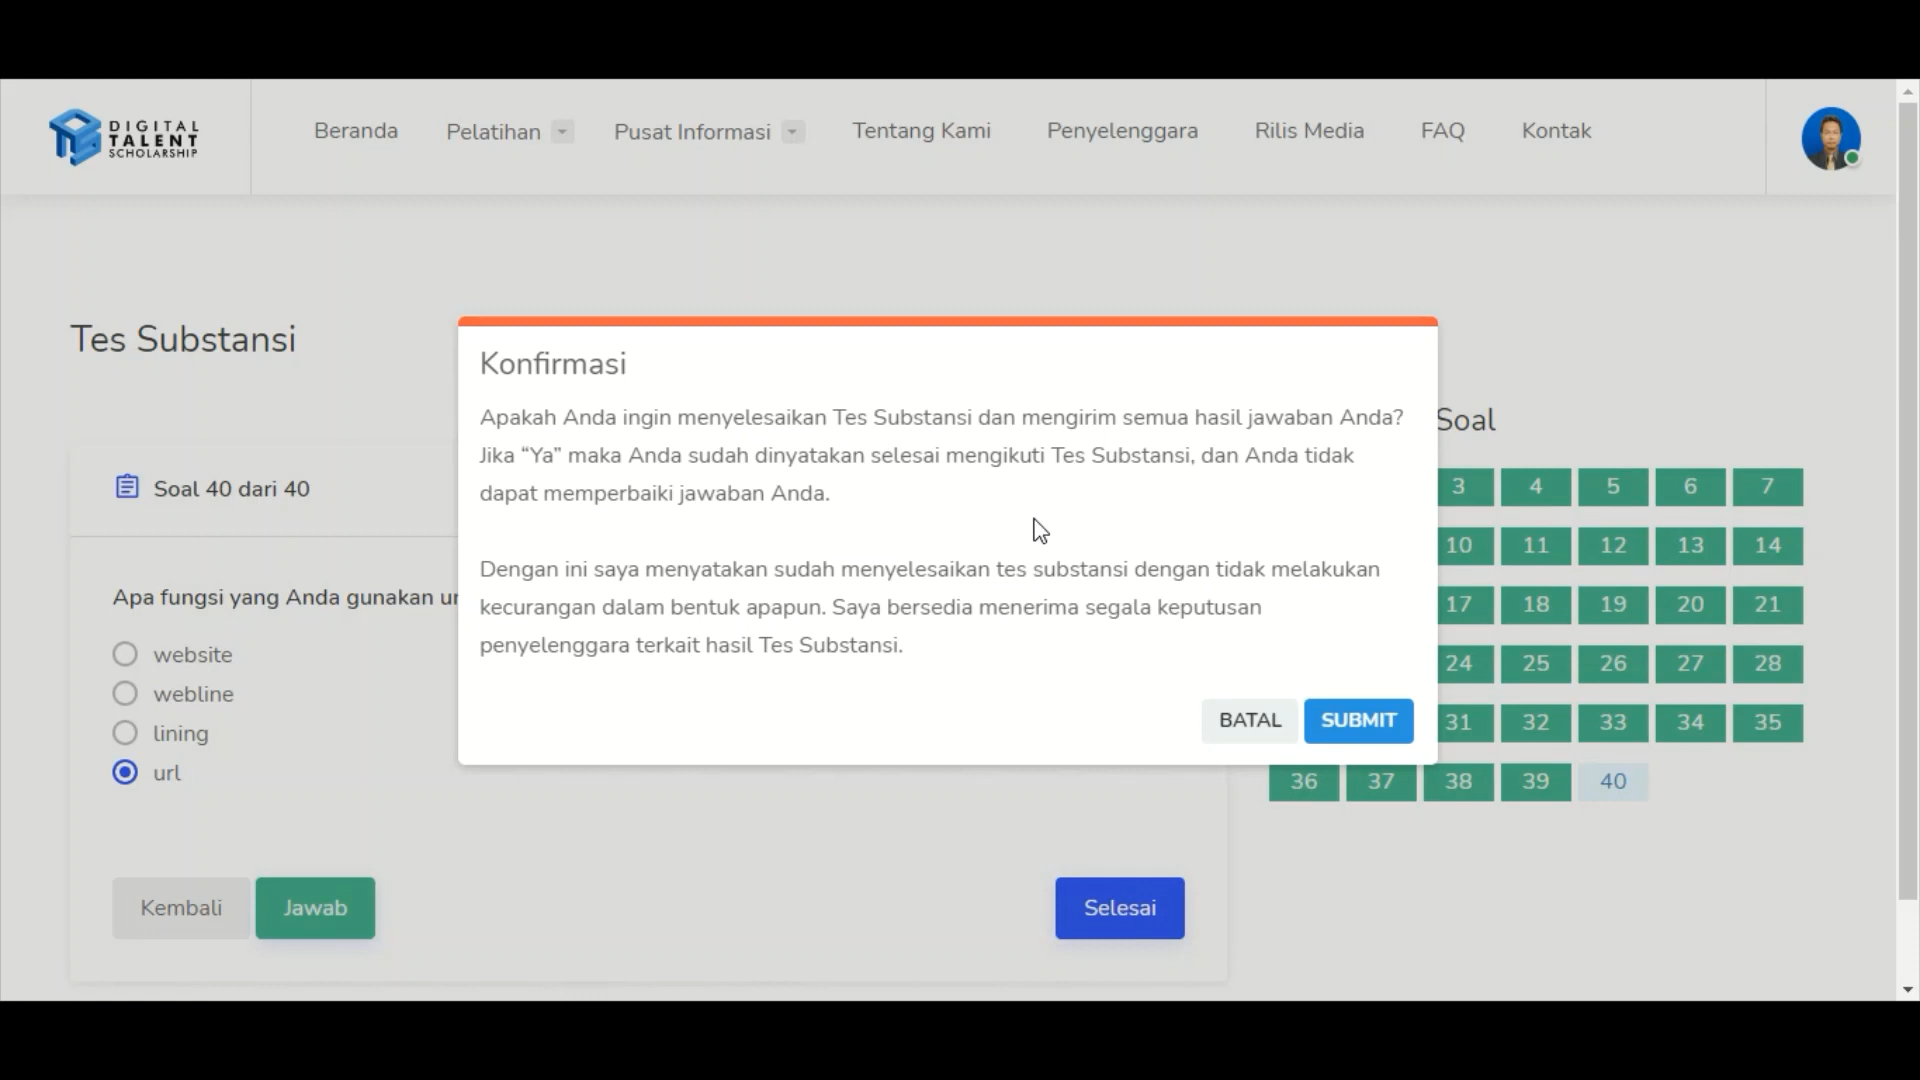 DIGITAL
TALENT
SCHOLARSHIP
Beranda
Pelatihan
Pusat Informasi
Tentang Kami
Penyelenggara
Rilis Media
FAQ
Kontak
Tes Substansi
Konfirmasi
Apakah Anda ingin menyelesaikan Tes Substansi dan mengirim semua hasil jawaban Anda?
Jika “Ya” maka Anda sudah dinyatakan selesai mengikuti Tes Substansi, dan Anda tidak
dapat memperbaiki jawaban Anda.
Dengan ini saya menyatakan sudah menyelesaikan tes substansi dengan tidak melakukan
kecurangan dalam bentuk apapun. Saya bersedia menerima segala keputusan
penyelenggara terkait hasil Tes Substansi.
BATAL
SUBMIT
Soal 40 dari 40
Apa fungsi yang Anda gunakan
website
webline
lining
url
Kembali
Jawab
Selesai
Soal
3 4 5 6 7
10 11 12 13 14
17 18 19 20 21
24 25 26 27 28
31 32 33 34 35
36 37 38 39 40